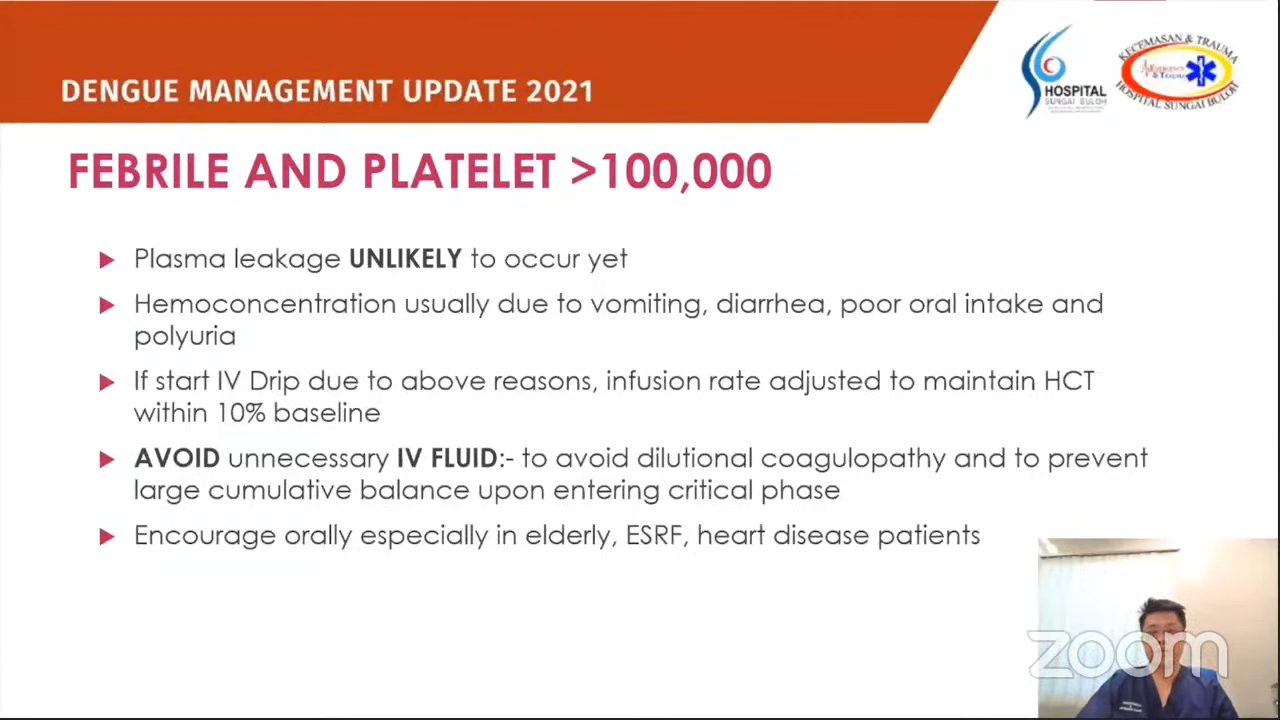 DENGUE MANAGEMENT UPDATE 2021
HOSPITAL
SUNGAI BULOH
KECEMASAN & TRAUMA
& TRAUMA
HOSPITAL SUNGAI BULOH
FEBRILE AND PLATELET >100,000
Plasma leakage UNLIKELY to occur yet
Hemoconcentration usually due to vomiting, diarrhea, poor oral intake and
polyuria
If start IV Drip due to above reasons, infusion rate adjusted to maintain HCT
within 10% baseline
AVOID unnecessary IV FLUID:- to avoid dilutional coagulopathy and to prevent
large cumulative balance upon entering critical phase
Encourage orally especially in elderly, ESRF, heart disease patients
zoom